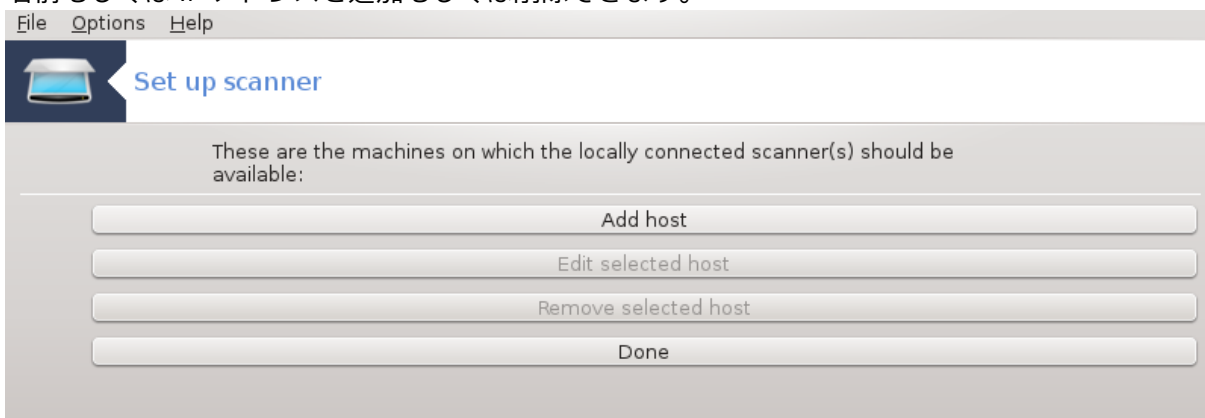 File Options Help
Set up scanner
These are the machines on which the locally connected scanner(s) should be
available:
Add host
Edit selected host
Remove selected host
Done